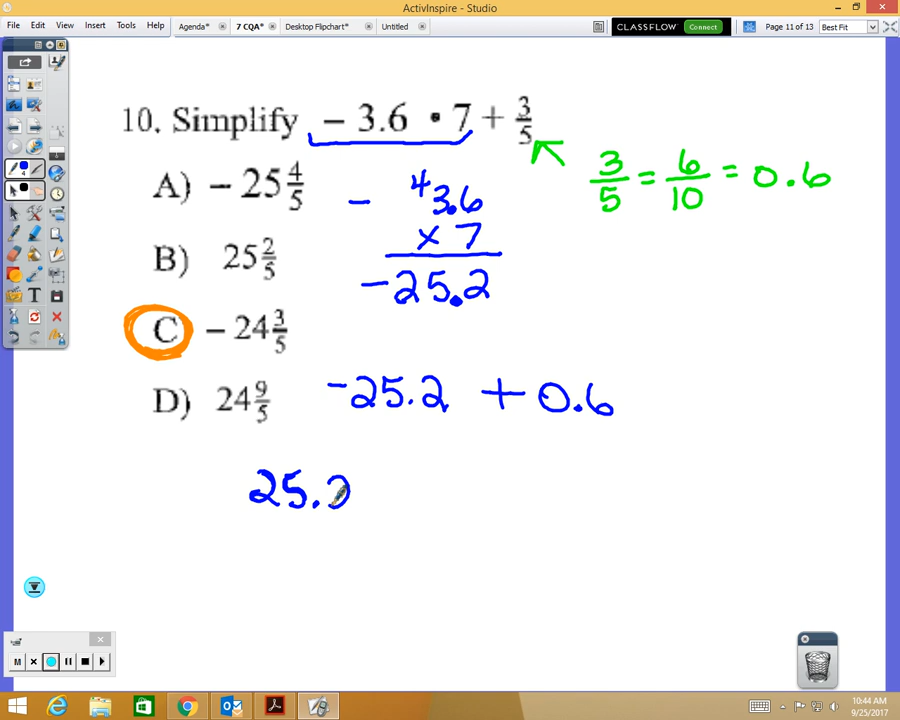 ActivInspire - Studio
File Edit View Insert Tools Help
Agenda* 7 CQA* Desktop Flipchart* Untitled
CLASSFLOW Connect
Page 11 of 13
Best Fit
10. Simplify - 3.6 • 7 + 3/5
3/5 = 6/10 = 0.6
A) - 25 4/5
- 4 3.6
x 7
-25.2
B) 25 2/5
C - 24 3/5
D) 24 9/5
-25.2 + 0.6
25.2
M
10:44 AM
9/25/2017